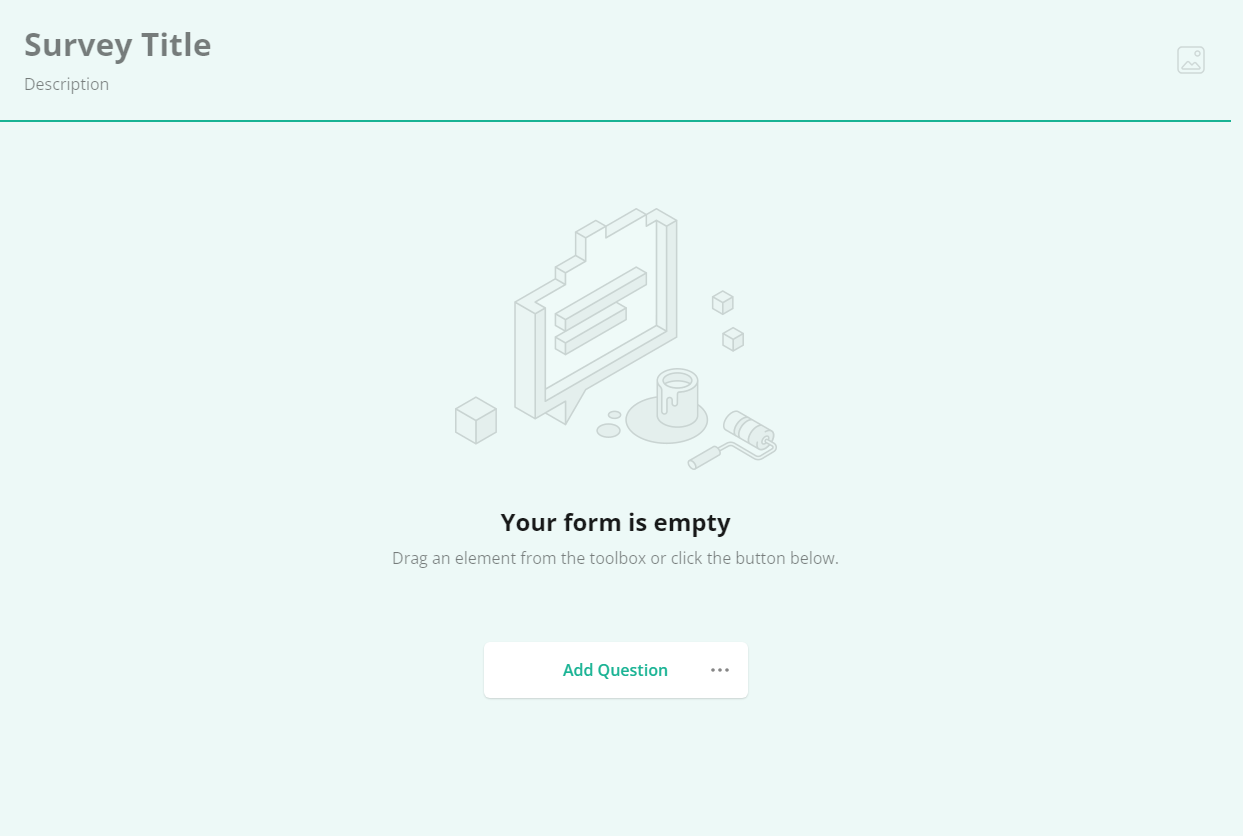 Survey Title
Description
Your form is empty
Drag an element from the toolbox or click the button below.
Add Question